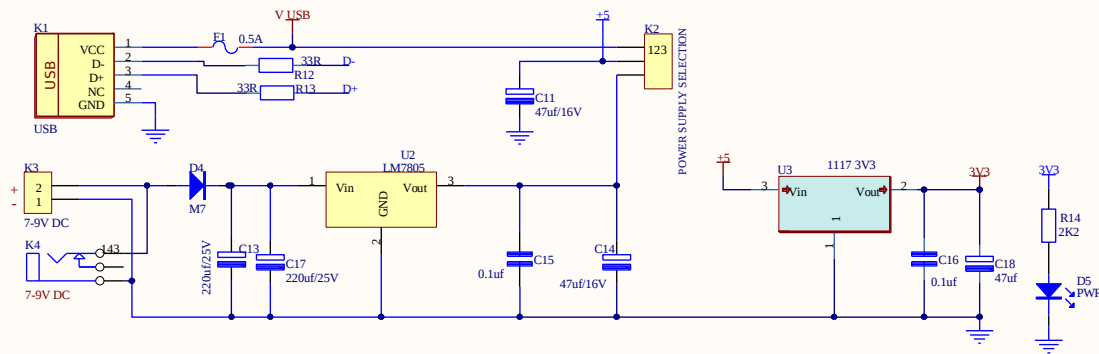 V USB
K1
F1 0.5A
+5
K2
VCC 1
D- 2
D+ 3
NC 4
GND 5
USB
USB
33R
R12
D-
33R
R13
D+
123
POWER SUPPLY SELECTION
C11
47uf/16V
K3
+ 2
- 1
7-9V DC
D4
M7
U2
LM7805
1 Vin
Vout 3
GND
2
+5
U3
1117 3V3
3 Vin
Vout 2
1
1
3V3
3V3
R14
2K2
K4
143
7-9V DC
C13
220uf/25V
C17
220uf/25V
C15
0.1uf
C14
47uf/16V
C16
0.1uf
C18
47uf
D5
PWR